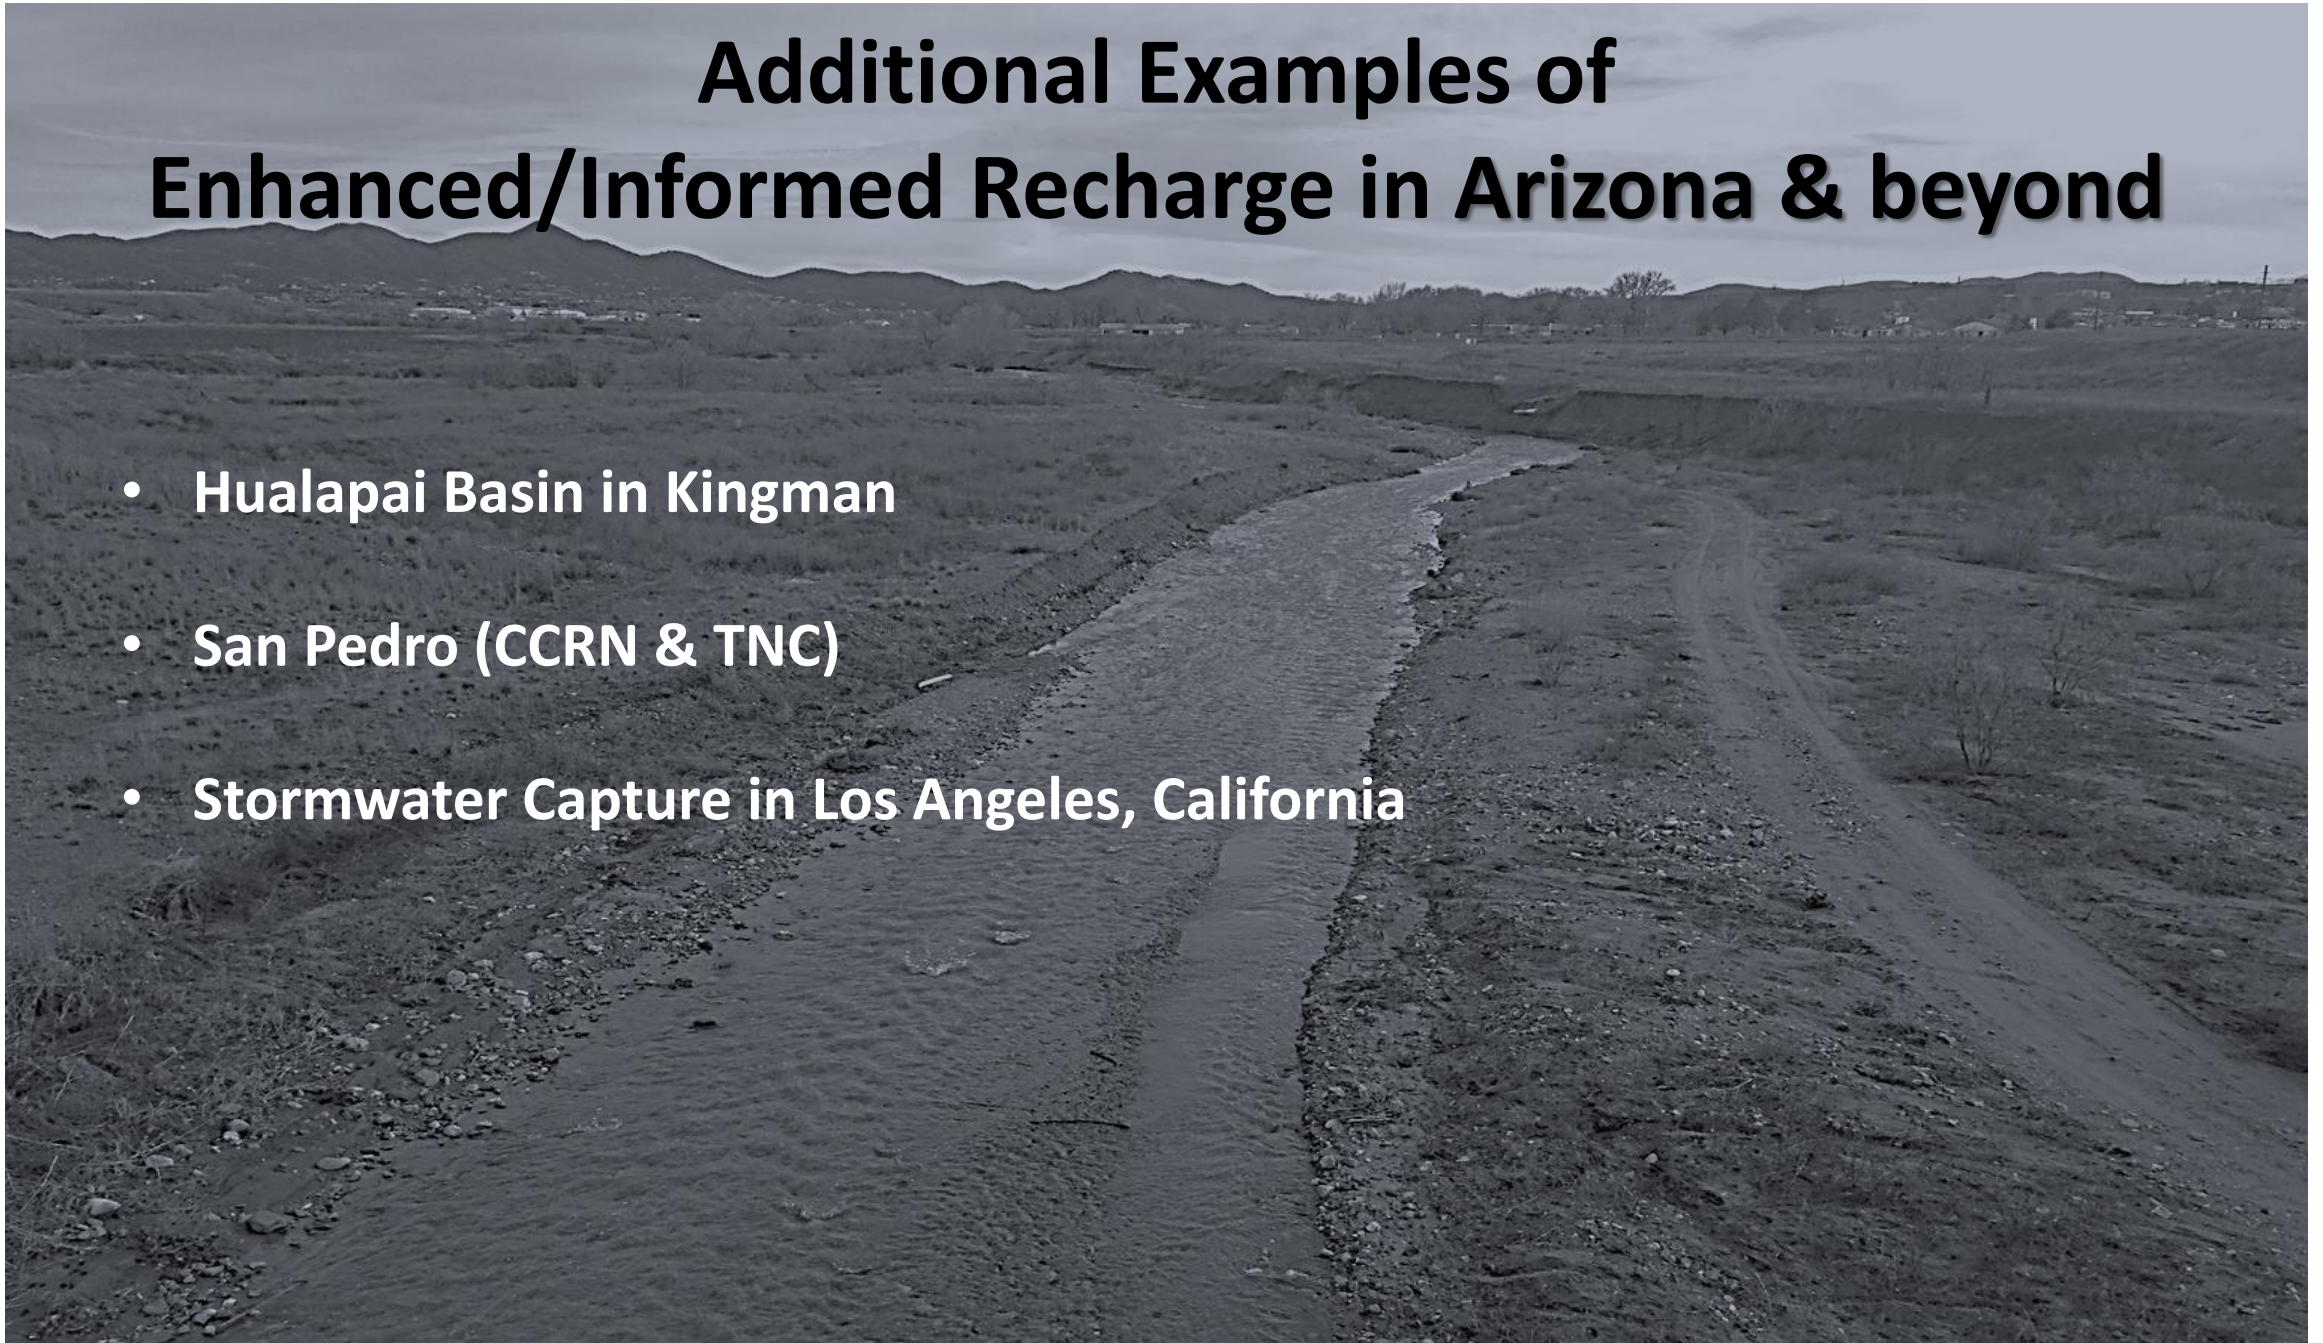 Additional Examples of
Enhanced/Informed Recharge in Arizona & beyond
• Hualapai Basin in Kingman
• San Pedro (CCRN & TNC)
• Stormwater Capture in Los Angeles, California